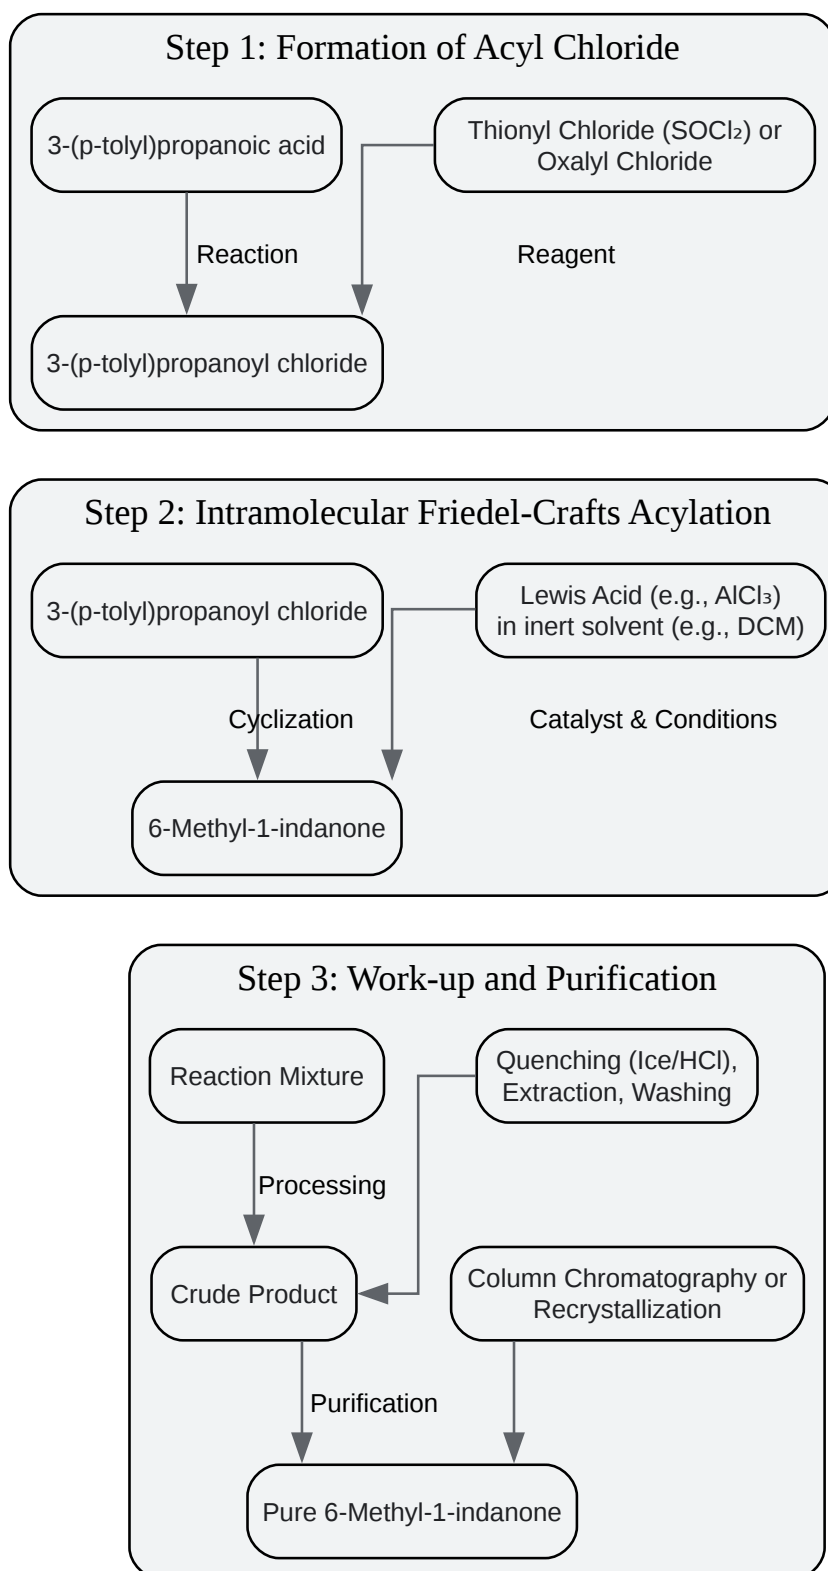 Step 1: Formation of Acyl Chloride
3-(p-tolyl)propanoic acid
Thionyl Chloride (SOCl₂) or
Oxalyl Chloride
Reaction
Reagent
3-(p-tolyl)propanoyl chloride
Step 2: Intramolecular Friedel-Crafts Acylation
3-(p-tolyl)propanoyl chloride
Lewis Acid (e.g., AlCl₃)
in inert solvent (e.g., DCM)
Cyclization
Catalyst & Conditions
6-Methyl-1-indanone
Step 3: Work-up and Purification
Reaction Mixture
Quenching (Ice/HCl),
Extraction, Washing
Processing
Crude Product
Column Chromatography or
Recrystallization
Purification
Pure 6-Methyl-1-indanone